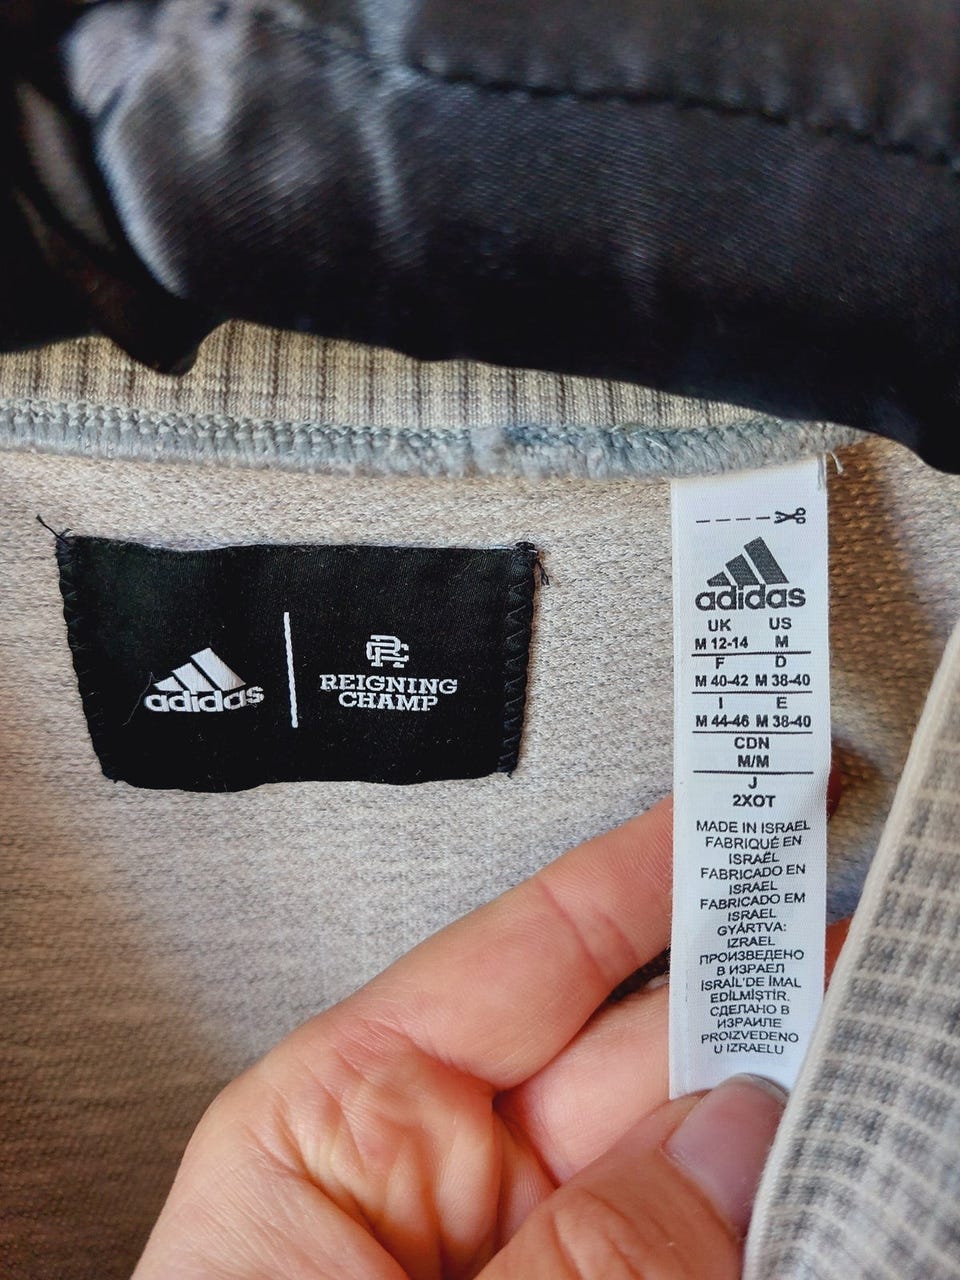 adidas
REIGNING
CHAMP
adidas
UK US
M 12-14 M
F D
M 40-42 M 38-40
I E
M 44-46 M 38-40
CDN
M/M
J
2XOT
MADE IN ISRAEL
FABRIQUÉ EN
ISRAËL
FABRICADO EN
ISRAEL
FABRICADO EM
ISRAEL
GYÁRTVA:
IZRAEL
ПРОИЗВЕДЕНО
В ИЗРАЕЛ
İSRAİL'DE İMAL
EDİLMİŞTİR.
СДЕЛАНО В
ИЗРАИЛЕ
PROIZVEDENO
U IZRAELU